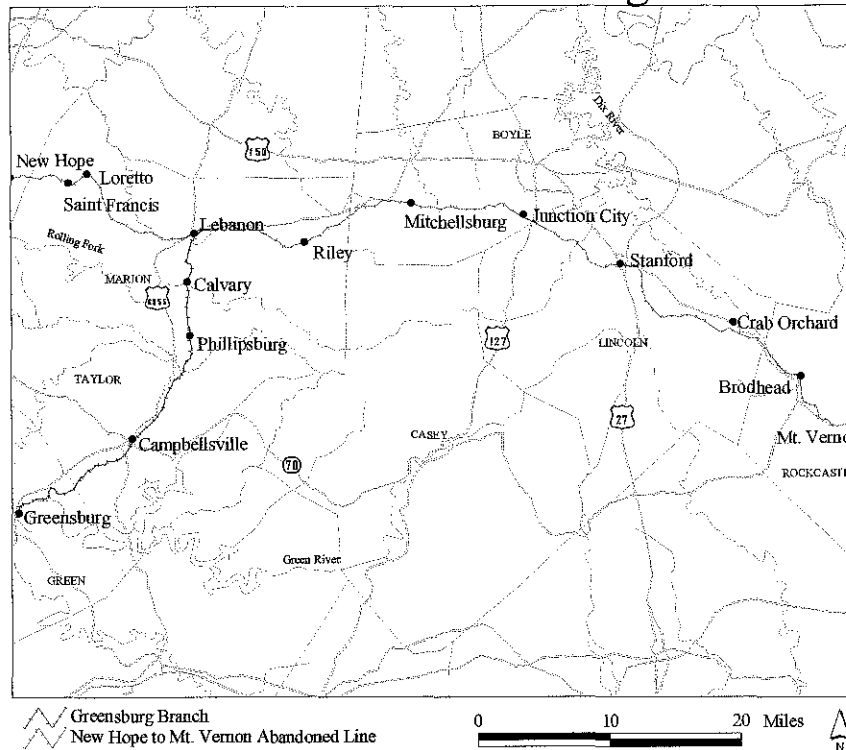 BOYLE
Dix River
150
New Hope
Loretto
Saint Francis
Lebanon
Mitchellsburg
Junction City
Rolling Fork
Riley
Stanford
MARION
Calvary
Crab Orchard
Phillipsburg
127
LINCOLN
TAYLOR
Brodhead
27
Campbellsville
CASEY
Mt. Verno
70
ROCKCAST
Greensburg
Green River
GREEN
Greensburg Branch
New Hope to Mt. Vernon Abandoned Line
0 10 20 Miles
N